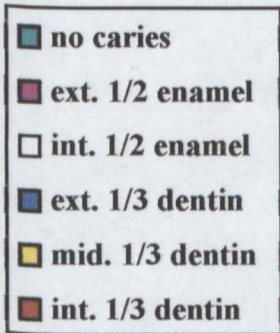 no caries
ext. 1/2 enamel
int. 1/2 enamel
ext. 1/3 dentin
mid. 1/3 dentin
int. 1/3 dentin